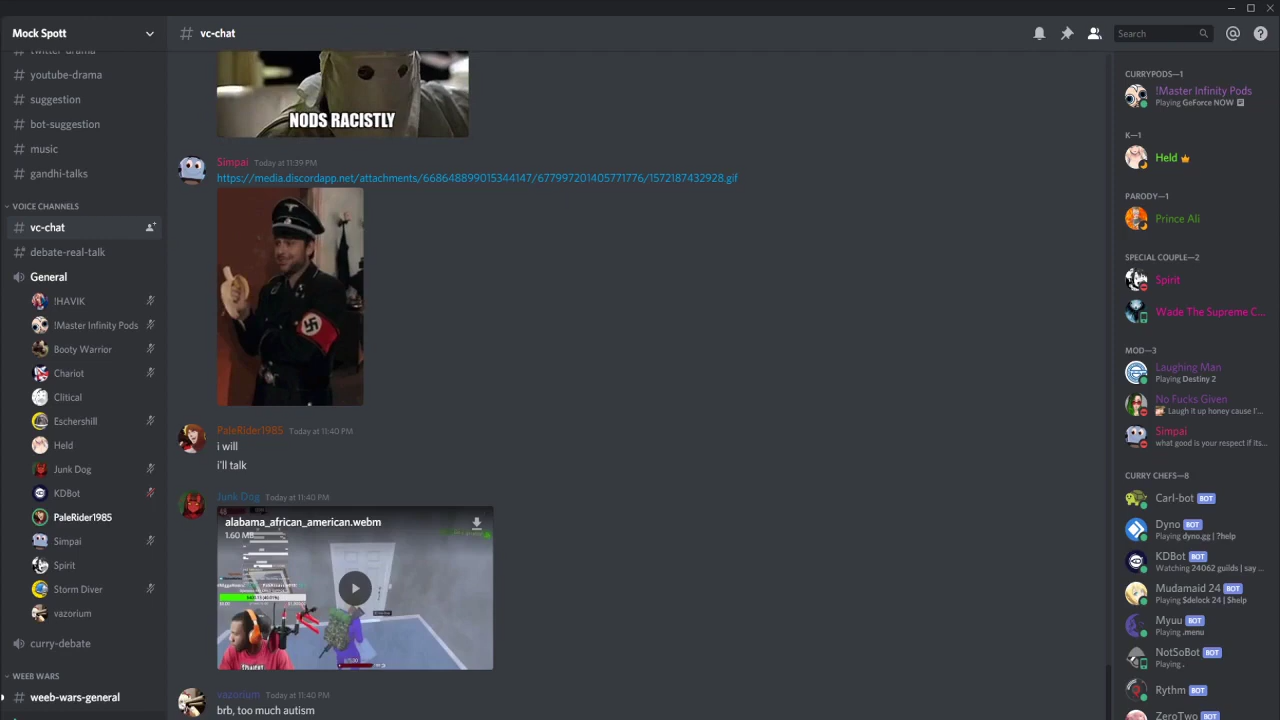 Mock Spott
# vc-chat
Search
twitter-drama
# youtube-drama
# suggestion
# bot-suggestion
# music
# gandhi-talks
VOICE CHANNELS
# vc-chat
# debate-real-talk
General
!HAVIK
!Master Infinity Pods
Booty Warrior
Chariot
Clitical
Eschershill
Held
Junk Dog
KDBot
PaleRider1985
Simpai
Spirit
Storm Diver
vazorium
curry-debate
WEEB WARS
# weeb-wars-general
NODS RACISTLY
Simpai Today at 11:39 PM
https://media.discordapp.net/attachments/668648899015344147/677997201405771776/1572187432928.gif
PaleRider1985 Today at 11:40 PM
i will
i'll talk
Junk Dog Today at 11:40 PM
alabama_african_american.webm
1.60 MB
vazorium Today at 11:40 PM
brb, too much autism
CURRYPODS—1
!Master Infinity Pods
Playing GeForce NOW
K—1
Held
PARODY—1
Prince Ali
SPECIAL COUPLE—2
Spirit
Wade The Supreme C...
MOD—3
Laughing Man
Playing Destiny 2
No Fucks Given
Laugh it up honey cause I'...
Simpai
what good is your respect if its...
CURRY CHEFS—8
Carl-bot BOT
Dyno BOT
Playing dyno.gg | ?help
KDBot BOT
Watching 24062 guilds | say ...
Mudamaid 24 BOT
Playing $delock 24 | $help
Myuu BOT
Playing .menu
NotSoBot BOT
Playing .
Rythm BOT
ZeroTwo BOT